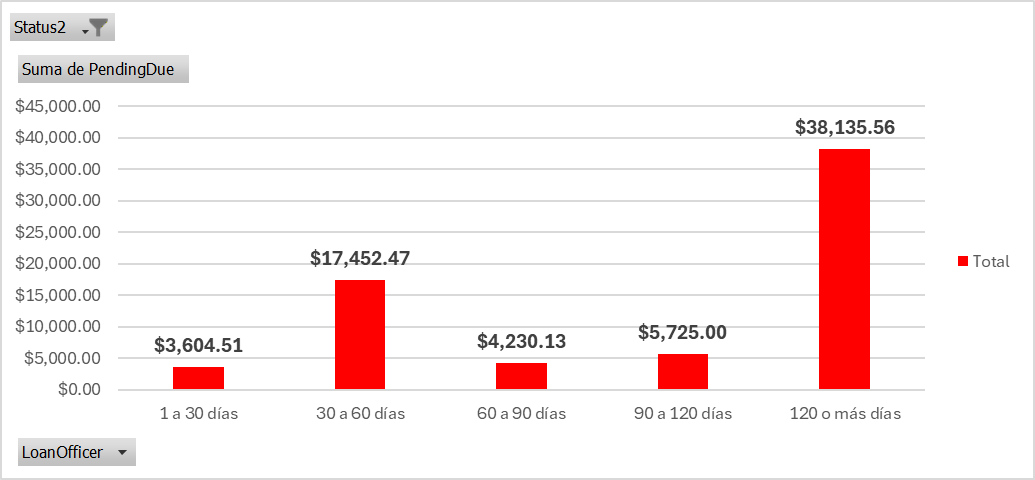 Status2
Suma de PendingDue
$45,000.00
$40,000.00
$35,000.00
$30,000.00
$25,000.00
$20,000.00
$15,000.00
$10,000.00
$5,000.00
$0.00
$3,604.51
$17,452.47
$4,230.13
$5,725.00
$38,135.56
1 a 30 días
30 a 60 días
60 a 90 días
90 a 120 días
120 o más días
Total
LoanOfficer